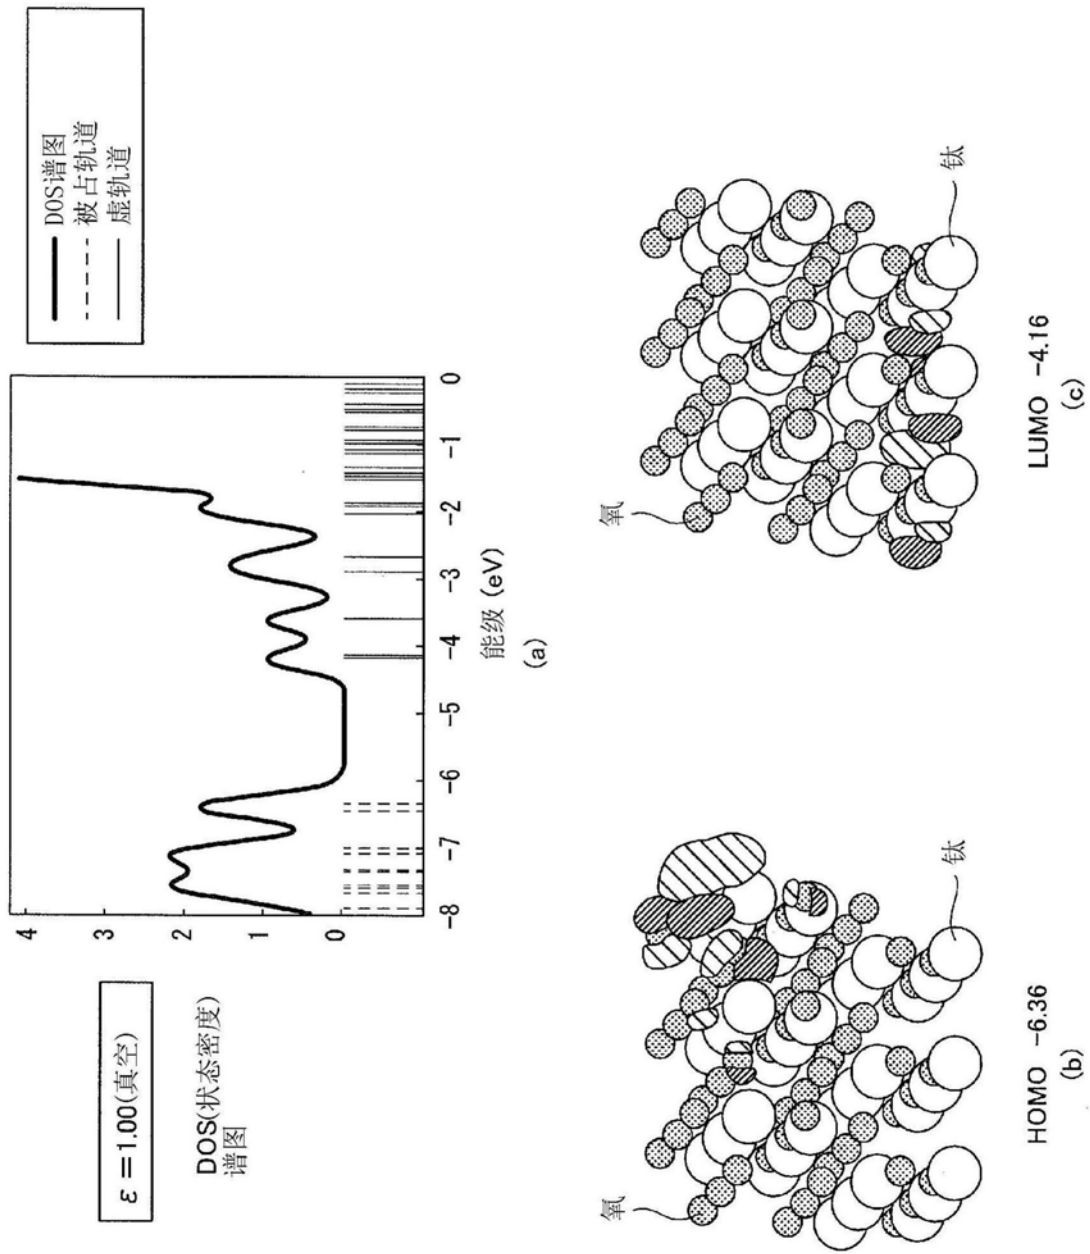 ε=1.00(真空)
DOS(状态密度)
谱图
DOS谱图
被占轨道
虚轨道
4
3
2
1
0
-8
-7
-6
-5
-4
-3
-2
-1
0
能级 (eV)
(a)
氧
钛
HOMO -6.36
(b)
氧
钛
LUMO -4.16
(c)